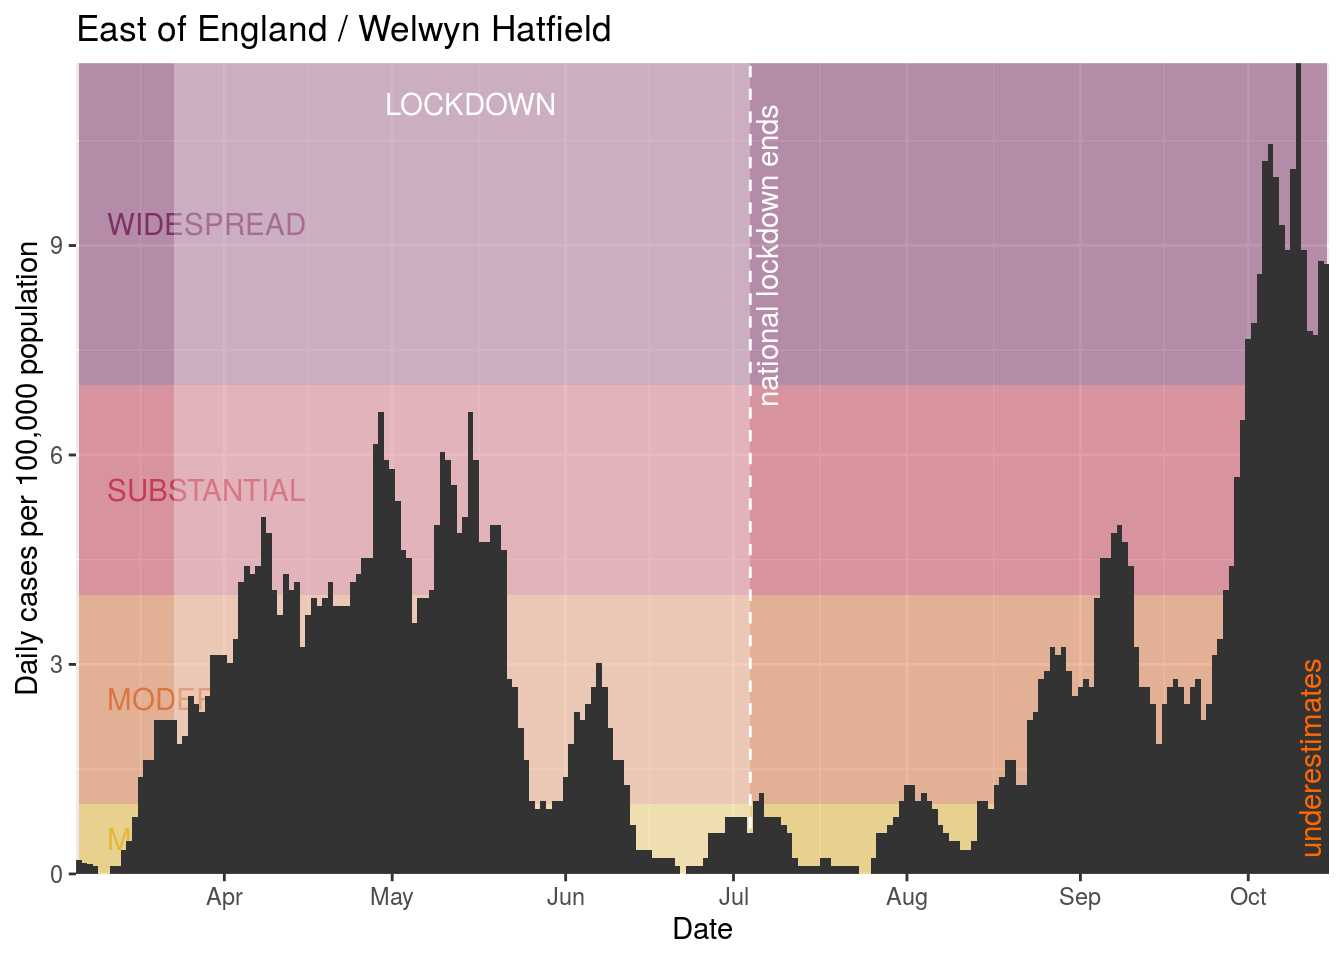 East of England / Welwyn Hatfield
LOCKDOWN
national lockdown ends
WIDESPREAD
SUBSTANTIAL
MODER
M
underestimates
Daily cases per 100,000 population
9
6
3
0
Apr May Jun Jul Aug Sep Oct
Date